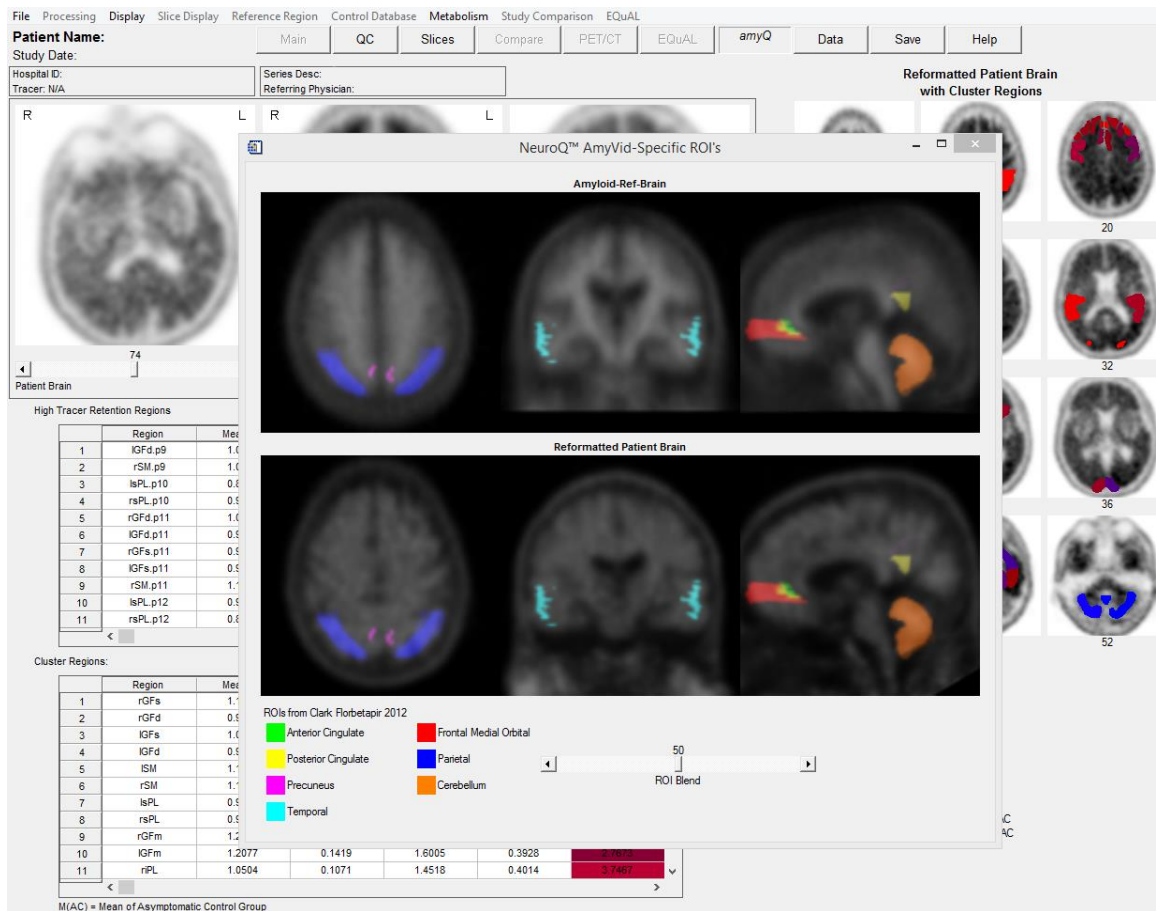 File Processing Display Slice Display Reference Region Control Database Metabolism Study Comparison EQuAL
Patient Name:
Main QC Slices Compare PET/CT EQuAL amyQ Data Save Help
Study Date:
Hospital ID:
Tracer: N/A
Series Desc:
Referring Physician:
Reformatted Patient Brain
with Cluster Regions
R L R L
74
Patient Brain
20
32
36
52
NeuroQ™ AmyVid-Specific ROI's
Amyloid-Ref-Brain
Reformatted Patient Brain
ROIs from Clark Florbetapir 2012
Anterior Cingulate
Posterior Cingulate
Precuneus
Temporal
Frontal Medial Orbital
Parietal
Cerebellum
50
ROI Blend
High Tracer Retention Regions
Region
1 lGFd.p9
2 rSM.p9
3 lsPL.p10
4 rsPL.p10
5 rGFd.p11
6 lGFd.p11
7 rGFs.p11
8 lGFs.p11
9 rSM.p11
10 lsPL.p12
11 rsPL.p12
Cluster Regions:
Region
1 rGFs
2 rGFd
3 lGFs
4 lGFd
5 lSM
6 rSM
7 lsPL
8 rsPL
9 rGFm
10 lGFm 1.2077 0.1419 1.6005 0.3928 2.7673
11 riPL 1.0504 0.1071 1.4518 0.4014 3.7467
M(AC) = Mean of Asymptomatic Control Group